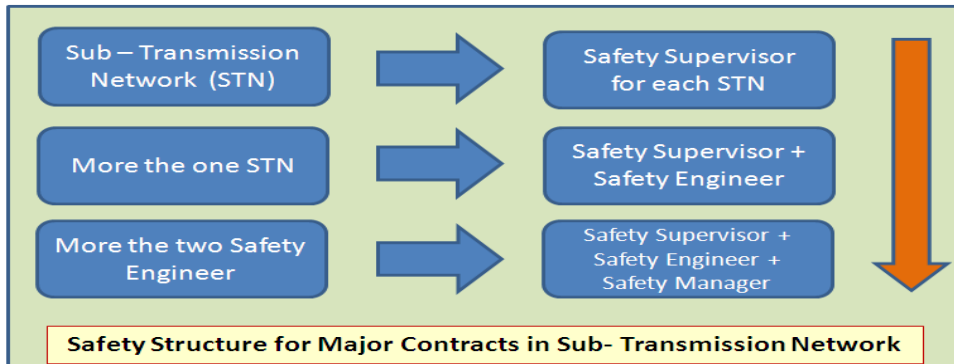 Sub – Transmission
Network (STN)
Safety Supervisor
for each STN
More the one STN
Safety Supervisor +
Safety Engineer
More the two Safety
Engineer
Safety Supervisor +
Safety Engineer +
Safety Manager
Safety Structure for Major Contracts in Sub- Transmission Network